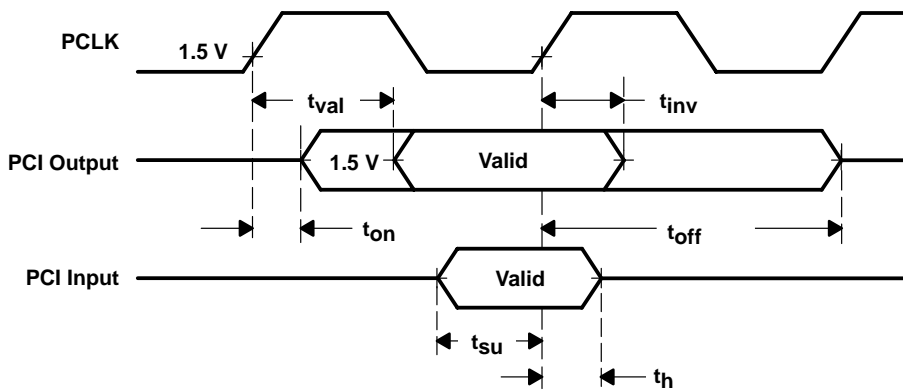 PCLK
1.5 V
tval
tinv
PCI Output
1.5 V
Valid
ton
toff
PCI Input
Valid
tsu
th